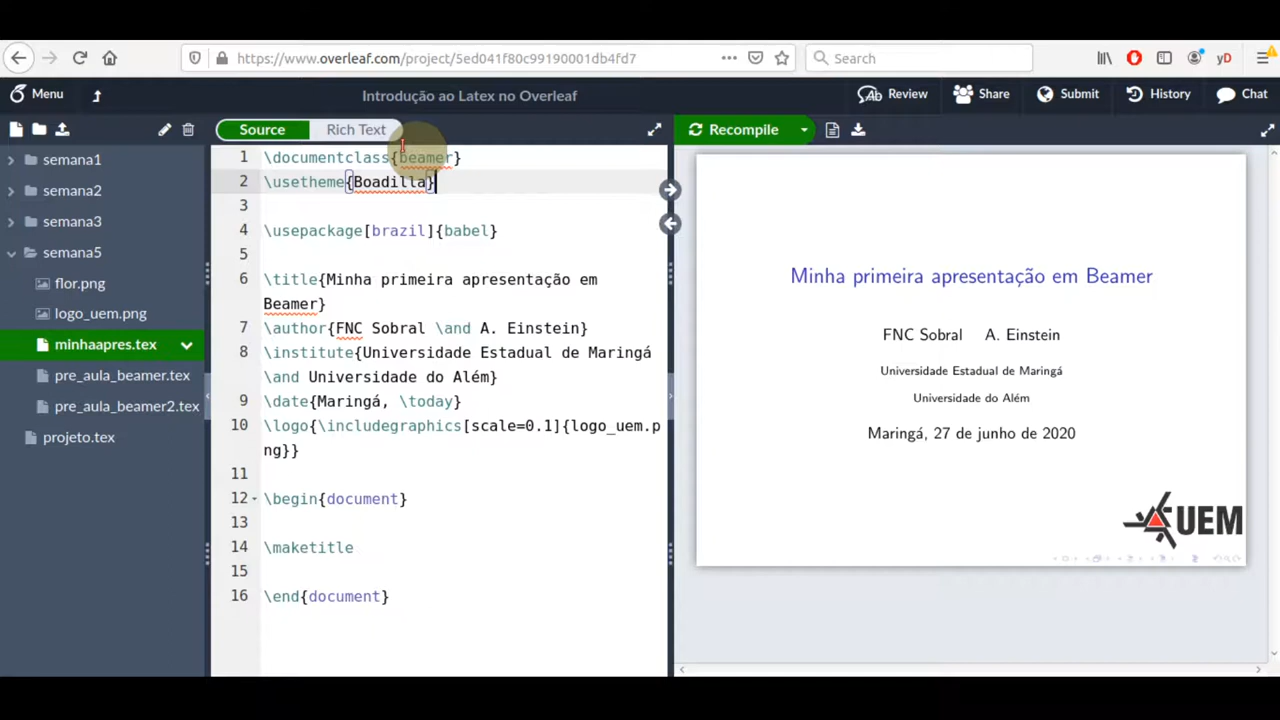 https://www.overleaf.com/project/5ed041f80c99190001db4fd7
Search
yD
Menu
Introdução ao Latex no Overleaf
Review
Share
Submit
History
Chat
Source
Rich Text
Recompile
semana1
semana2
semana3
semana5
flor.png
logo_uem.png
minhaapres.tex
pre_aula_beamer.tex
pre_aula_beamer2.tex
projeto.tex
1 \documentclass{beamer}
2 \usetheme{Boadilla}
3
4 \usepackage[brazil]{babel}
5
6 \title{Minha primeira apresentação em
Beamer}
7 \author{FNC Sobral \and A. Einstein}
8 \institute{Universidade Estadual de Maringá
\and Universidade do Além}
9 \date{Maringá, \today}
10 \logo{\includegraphics[scale=0.1]{logo_uem.p
ng}}
11
12 \begin{document}
13
14 \maketitle
15
16 \end{document}
Minha primeira apresentação em Beamer
FNC Sobral A. Einstein
Universidade Estadual de Maringá
Universidade do Além
Maringá, 27 de junho de 2020
UEM